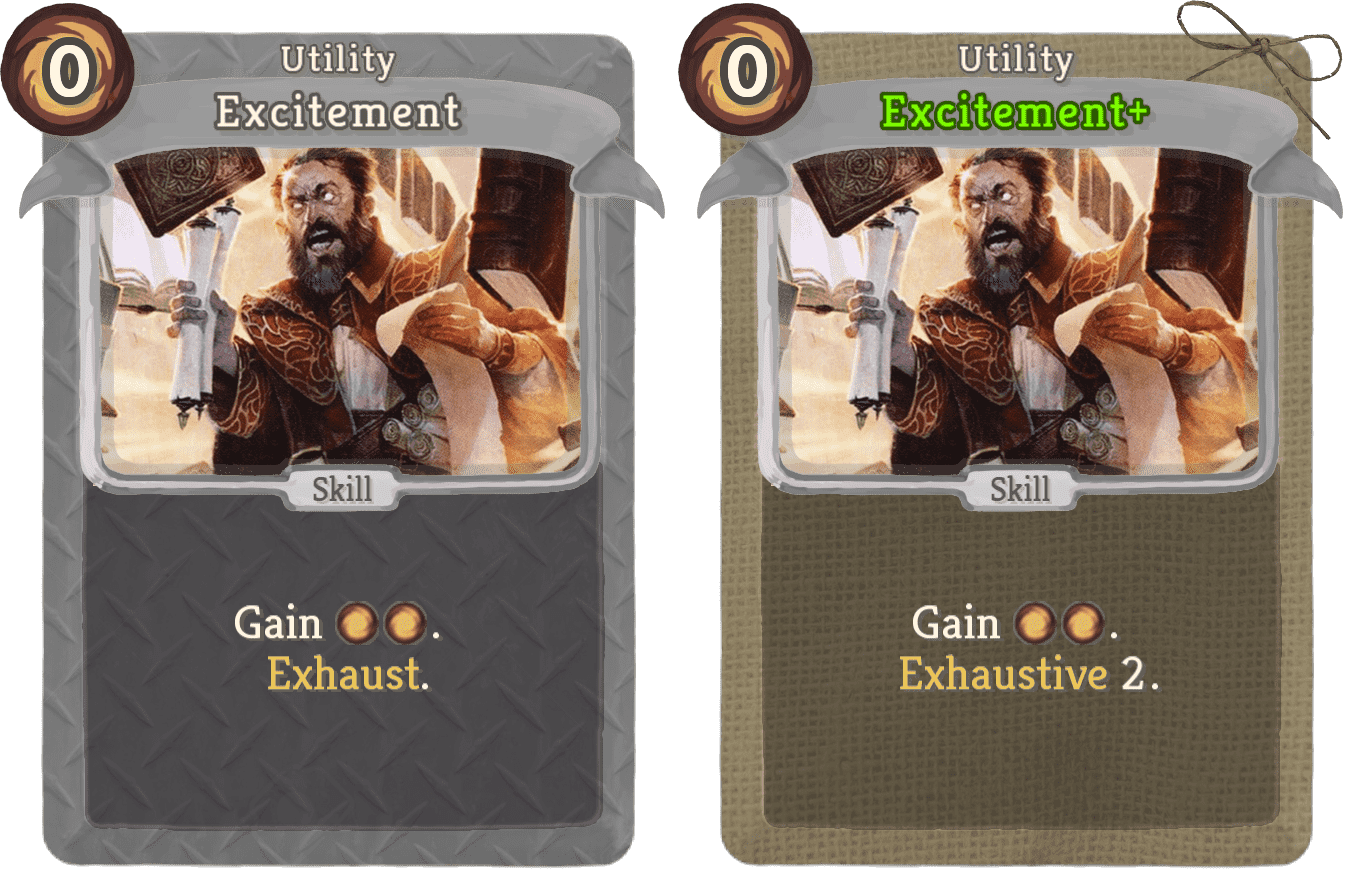 0
Utility
Excitement
Skill
Gain .
Exhaust.
0
Utility
Excitement+
Skill
Gain .
Exhaustive 2.